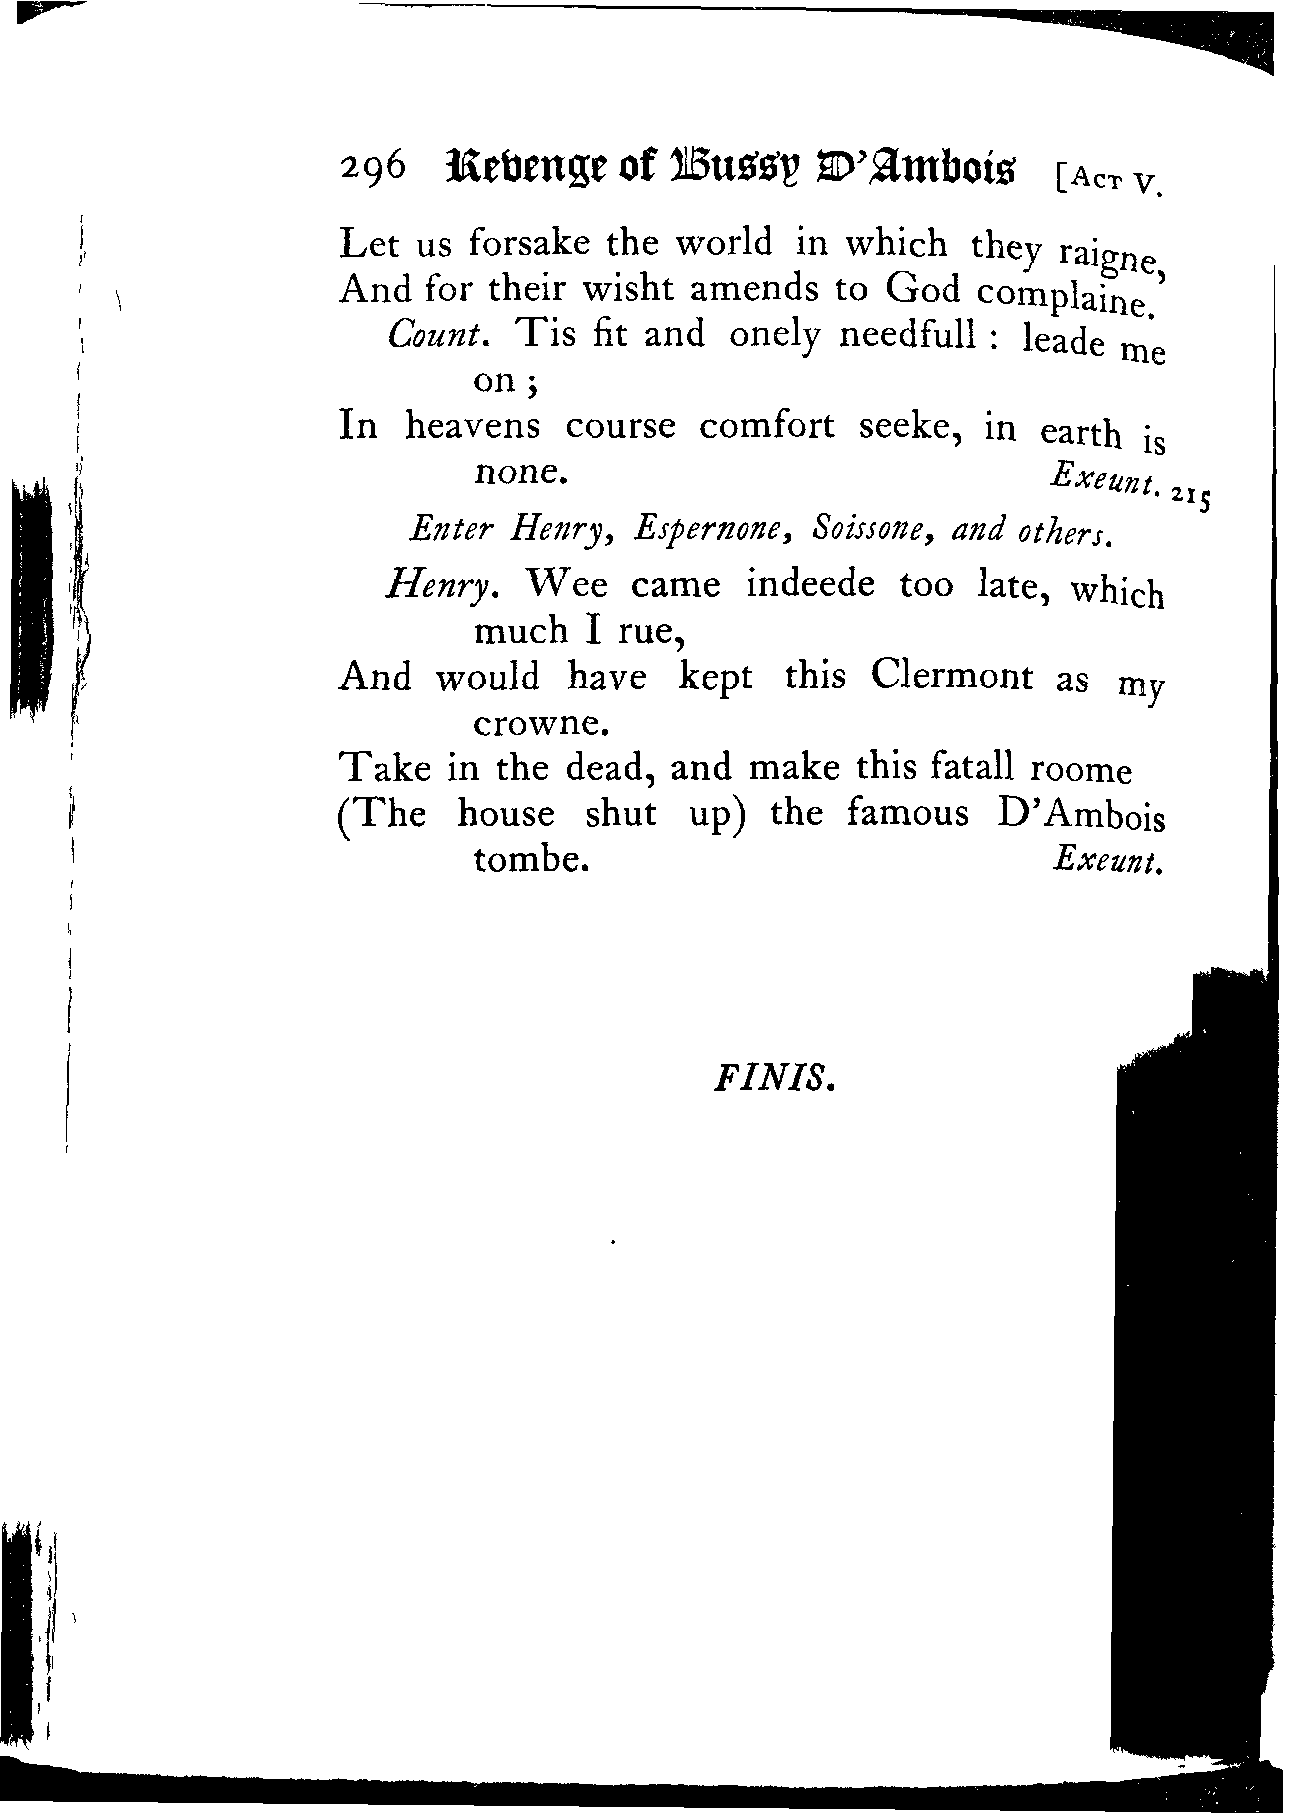 296 Revenge of Bussy D'Ambois [ACT V.
Let us forsake the world in which they raigne,
And for their wisht amends to God complaine.
Count. Tis fit and onely needfull : leade me
on ;
In heavens course comfort seeke, in earth is
none. Exeunt. 215
Enter Henry, Espernone, Soissone, and others.
Henry. Wee came indeede too late, which
much I rue,
And would have kept this Clermont as my
crowne.
Take in the dead, and make this fatall roome
(The house shut up) the famous D'Ambois
tombe. Exeunt.
FINIS.